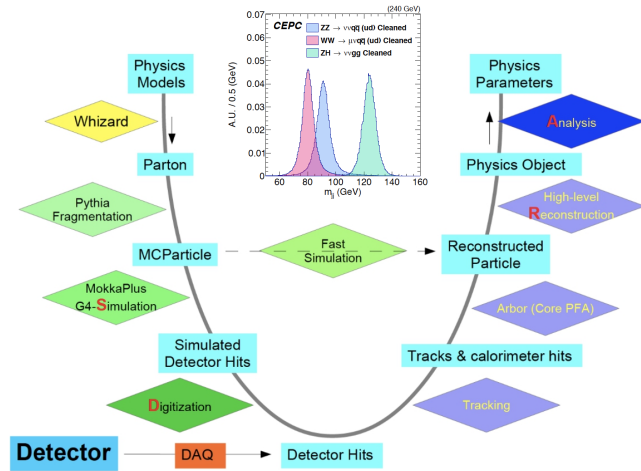 (240 GeV)
CEPC
ZZ → ννqq̄ (ud) Cleaned
WW → μνqq̄ (ud) Cleaned
ZH → ννgg Cleaned
A.U. / 0.5 (GeV)
0.07
0.06
0.05
0.04
0.03
0.02
0.01
0
60 80 100 120 140 160
m_jj (GeV)
Physics
Models
Whizard
Parton
Pythia
Fragmentation
MCParticle
MokkaPlus
G4-Simulation
Simulated
Detector Hits
Digitization
Detector
DAQ
Detector Hits
Fast
Simulation
Physics
Parameters
Analysis
Physics Object
High-level
Reconstruction
Reconstructed
Particle
Arbor (Core PFA)
Tracks & calorimeter hits
Tracking